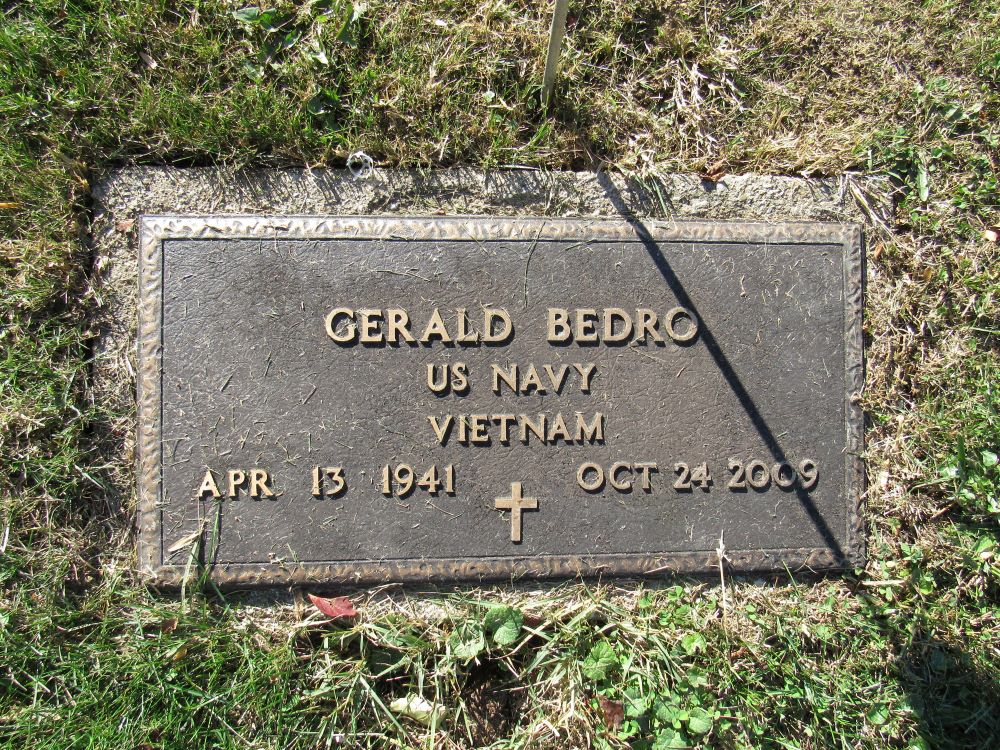 GERALD BEDRO
US NAVY
VIETNAM
APR 13 1941 OCT 24 2009